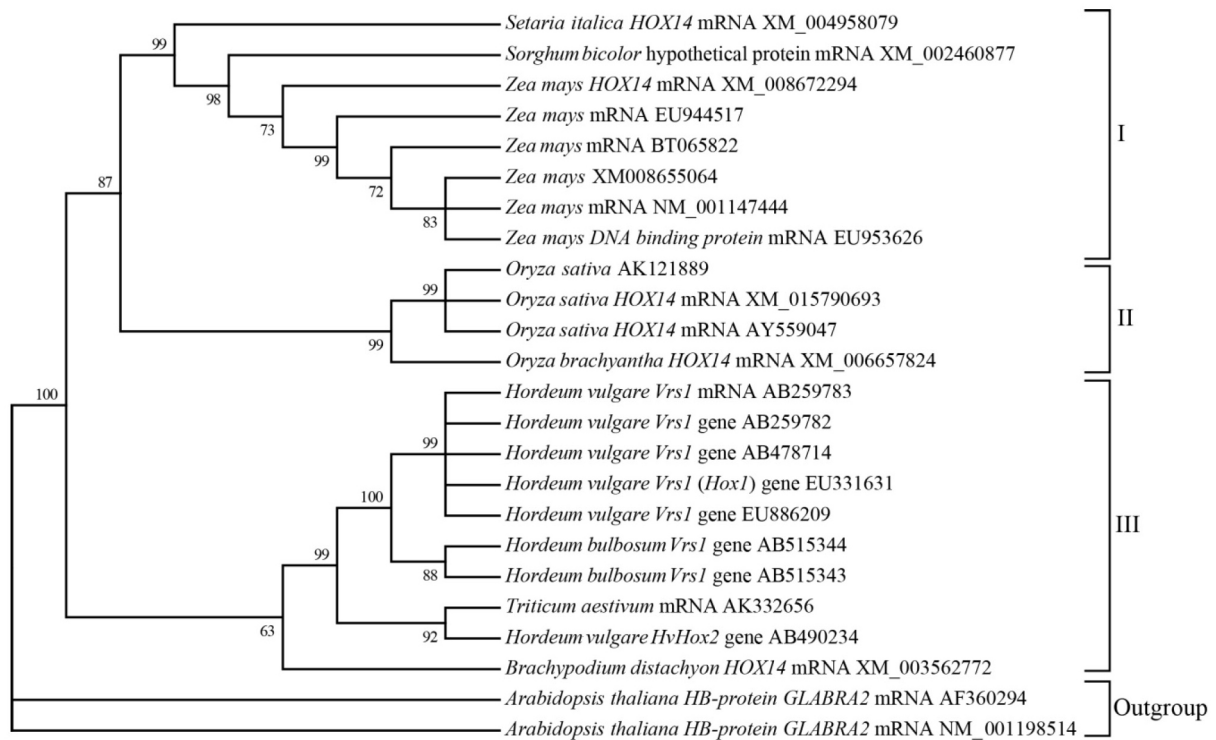 Setaria italica HOX14 mRNA XM_004958079
99
Sorghum bicolor hypothetical protein mRNA XM_002460877
98
Zea mays HOX14 mRNA XM_008672294
73
Zea mays mRNA EU944517
99
I
Zea mays mRNA BT065822
72
Zea mays XM008655064
87
Zea mays mRNA NM_001147444
83
Zea mays DNA binding protein mRNA EU953626
Oryza sativa AK121889
99
Oryza sativa HOX14 mRNA XM_015790693
II
Oryza sativa HOX14 mRNA AY559047
99
Oryza brachyantha HOX14 mRNA XM_006657824
100
Hordeum vulgare Vrs1 mRNA AB259783
Hordeum vulgare Vrs1 gene AB259782
99
Hordeum vulgare Vrs1 gene AB478714
Hordeum vulgare Vrs1 (Hox1) gene EU331631
100
Hordeum vulgare Vrs1 gene EU886209
III
Hordeum bulbosum Vrs1 gene AB515344
99
Hordeum bulbosum Vrs1 gene AB515343
88
Triticum aestivum mRNA AK332656
63
Hordeum vulgare HvHox2 gene AB490234
92
Brachypodium distachyon HOX14 mRNA XM_003562772
Arabidopsis thaliana HB-protein GLABRA2 mRNA AF360294
Outgroup
Arabidopsis thaliana HB-protein GLABRA2 mRNA NM_001198514